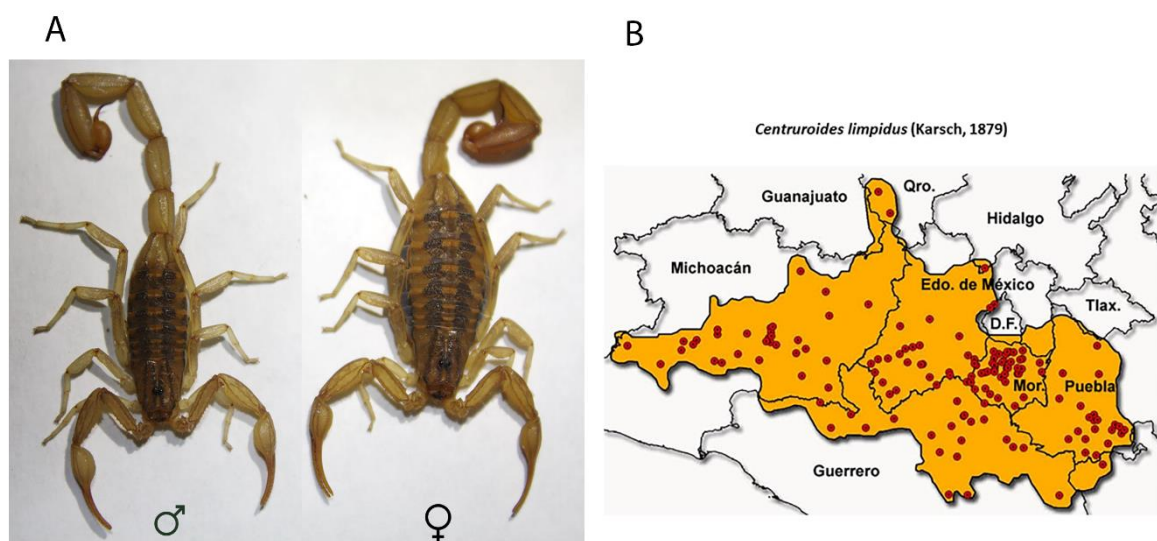 A
B
♂
♀
Centruroides limpidus (Karsch, 1879)
Guanajuato
Qro.
Hidalgo
Michoacán
Edo. de México
Tlax.
D.F.
Mor.
Puebla
Guerrero